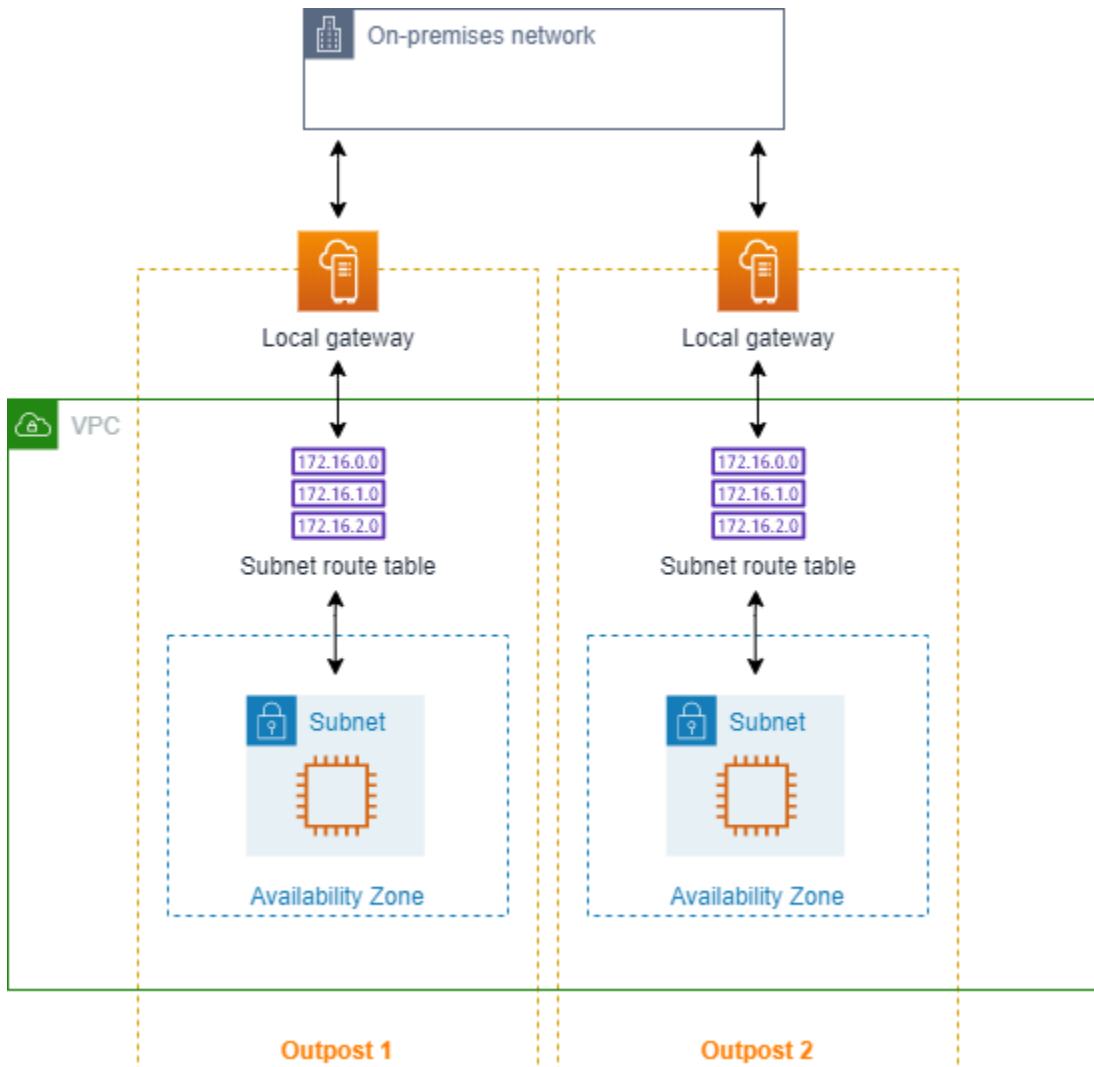 On-premises network
Local gateway
Local gateway
VPC
172.16.0.0
172.16.1.0
172.16.2.0
172.16.0.0
172.16.1.0
172.16.2.0
Subnet route table
Subnet route table
Subnet
Subnet
Availability Zone
Availability Zone
Outpost 1
Outpost 2